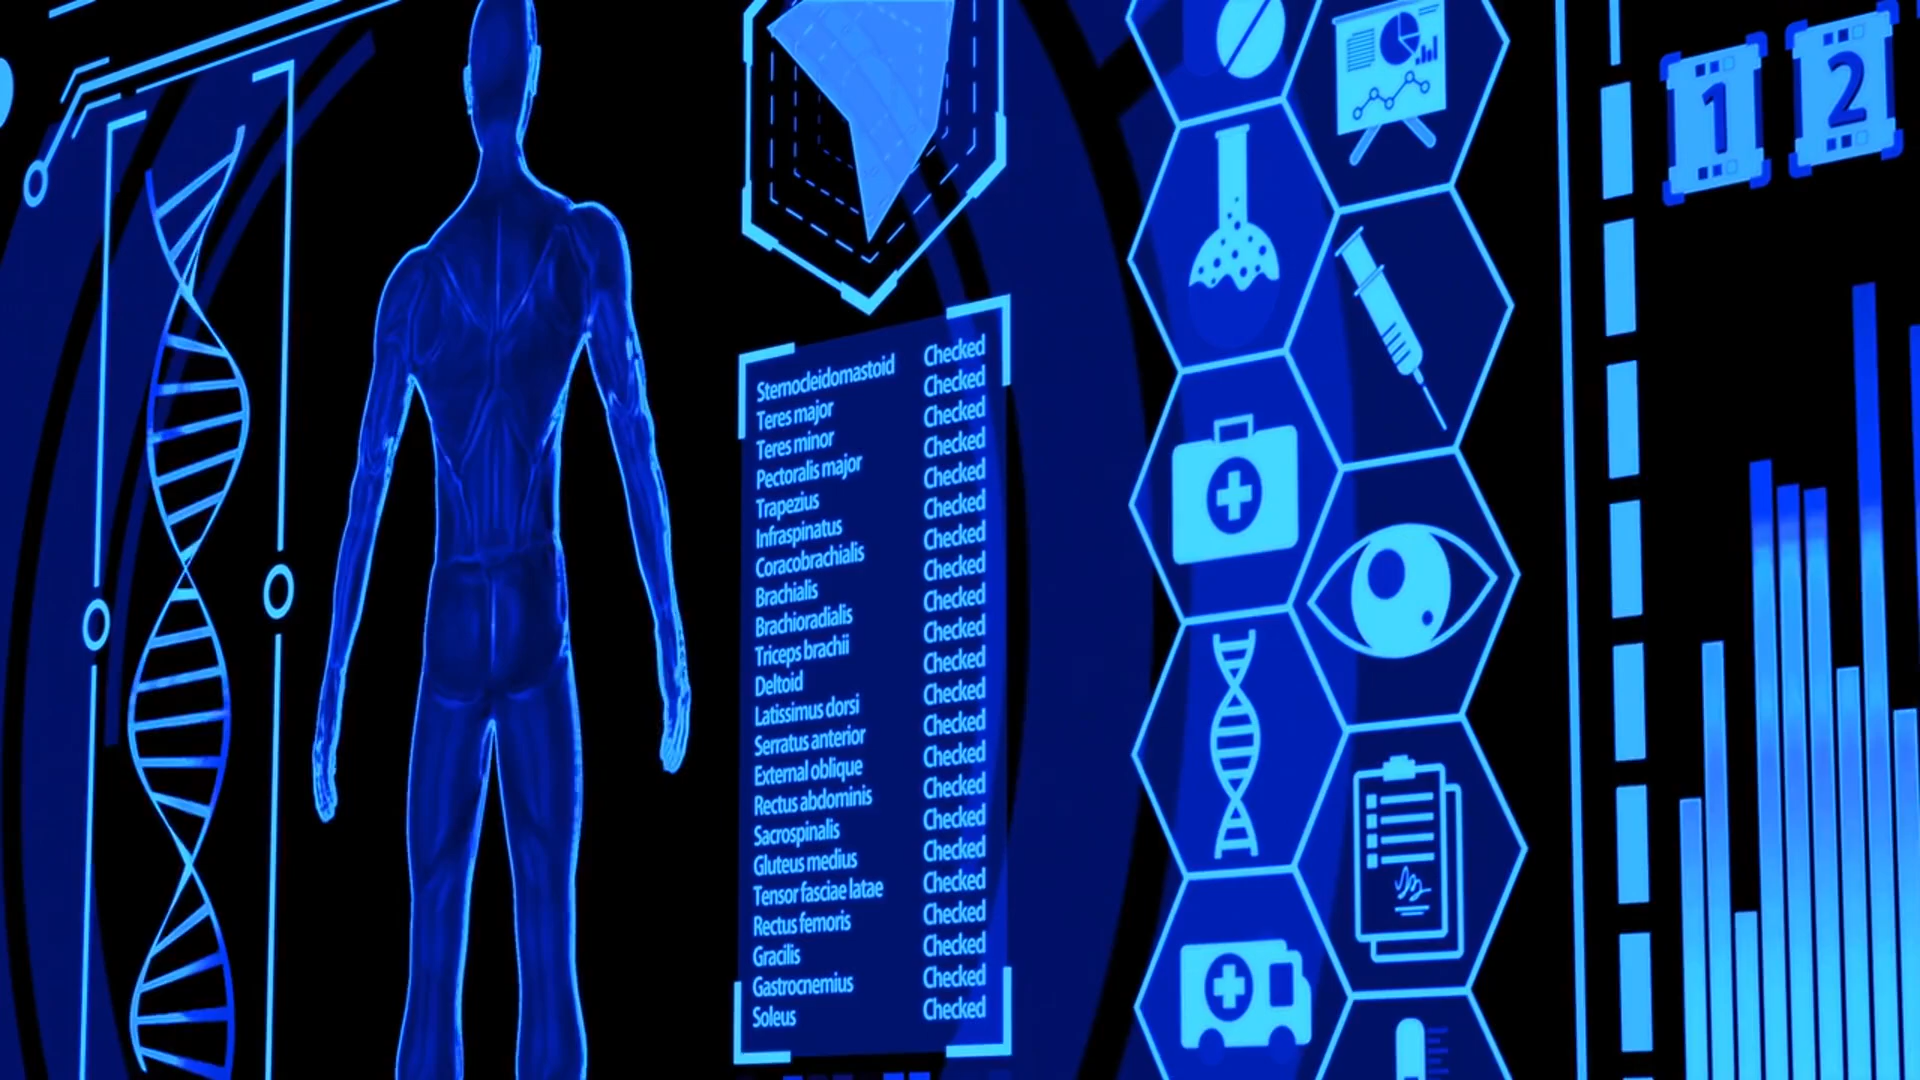 1
2
Sternocleidomastoid Checked
Teres major Checked
Teres minor Checked
Pectoralis major Checked
Trapezius Checked
Infraspinatus Checked
Coracobrachialis Checked
Brachialis Checked
Brachioradialis Checked
Triceps brachii Checked
Deltoid Checked
Latissimus dorsi Checked
Serratus anterior Checked
External oblique Checked
Rectus abdominis Checked
Sacrospinalis Checked
Gluteus medius Checked
Tensor fasciae latae Checked
Rectus femoris Checked
Gracilis Checked
Gastrocnemius Checked
Soleus Checked